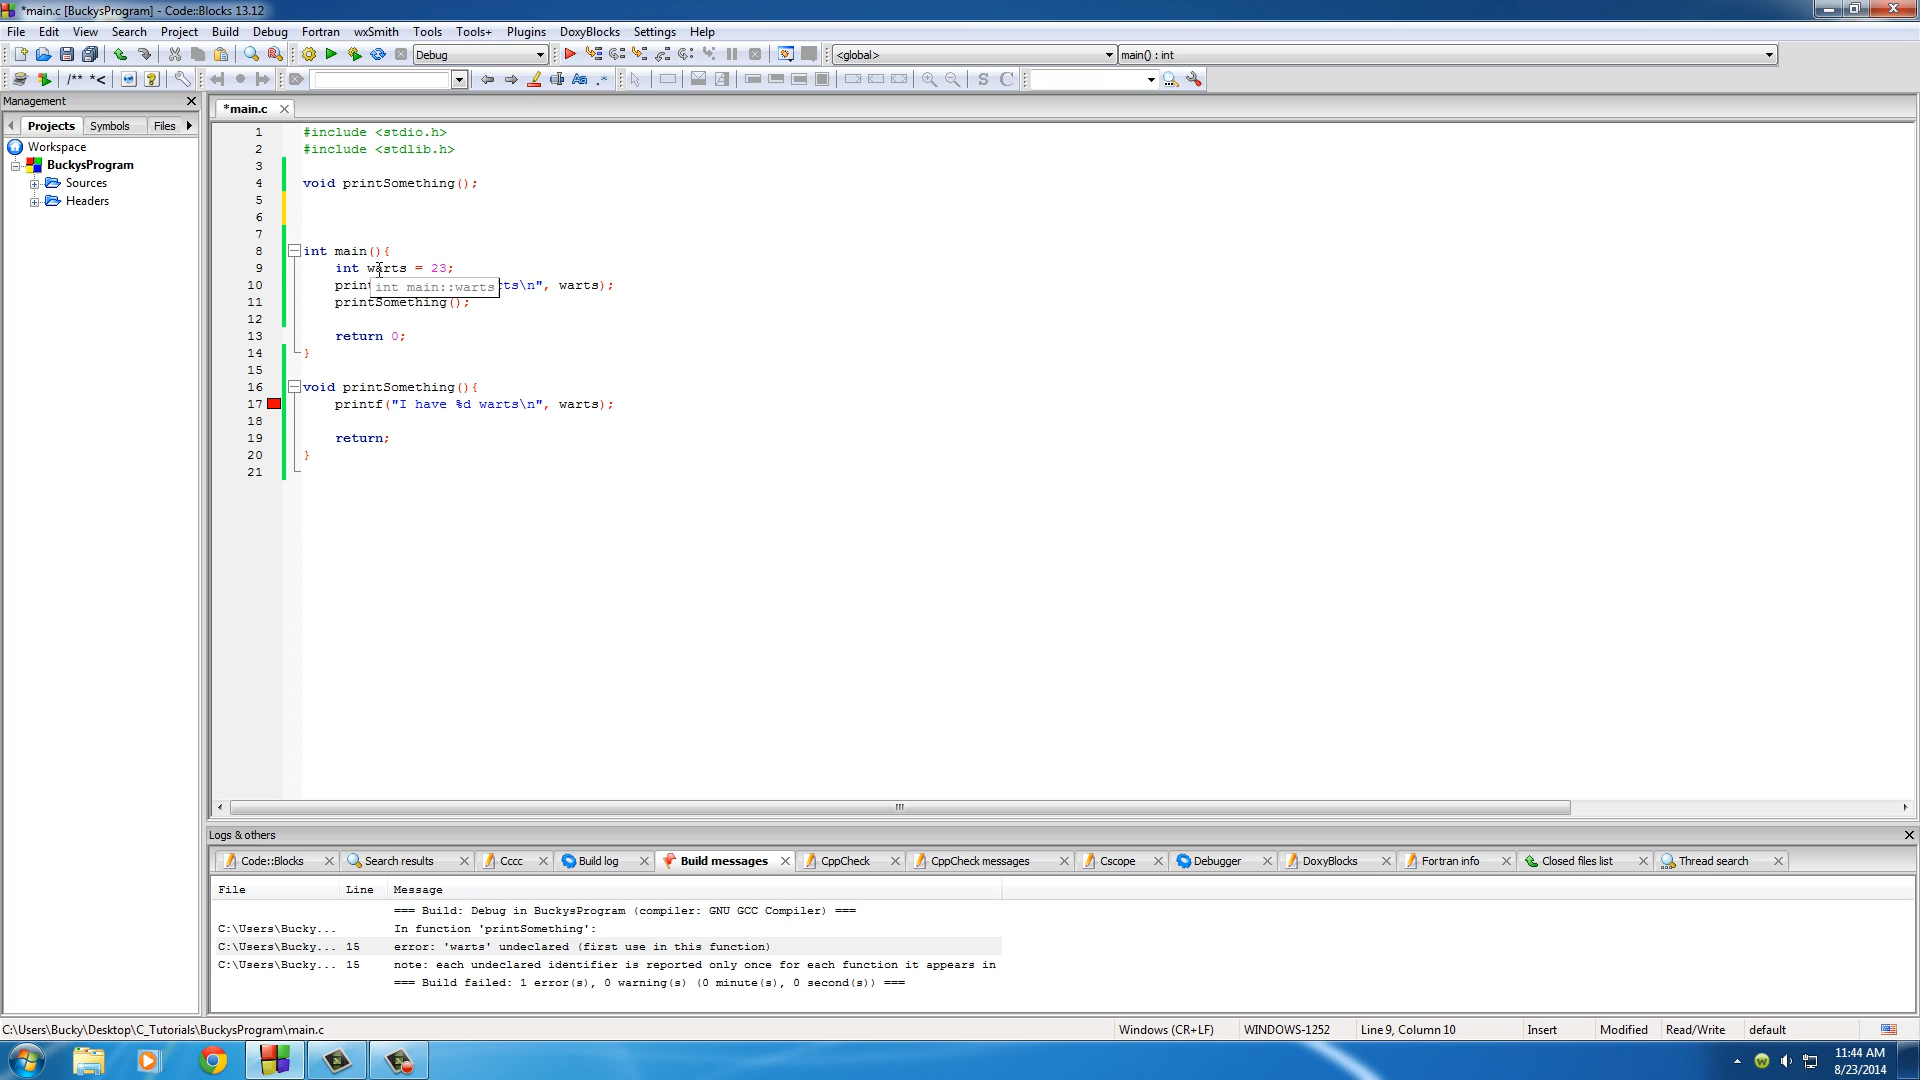 *main.c [BuckysProgram] - Code::Blocks 13.12
File Edit View Search Project Build Debug Fortran wxSmith Tools Tools+ Plugins DoxyBlocks Settings Help
Debug <global> main() : int
/** *<
Management
Projects Symbols Files
Workspace
BuckysProgram
Sources
Headers
*main.c
1 #include <stdio.h>
2 #include <stdlib.h>
3
4 void printSomething();
5
6
7
8 int main(){
9 int warts = 23;
10 print ts\n", warts);
int main::warts
11 printSomething();
12
13 return 0;
14 }
15
16 void printSomething(){
17 printf("I have %d warts\n", warts);
18
19 return;
20 }
21
Logs & others
Code::Blocks Search results Cccc Build log Build messages CppCheck CppCheck messages Cscope Debugger DoxyBlocks Fortran info Closed files list Thread search
File Line Message
=== Build: Debug in BuckysProgram (compiler: GNU GCC Compiler) ===
C:\Users\Bucky... In function 'printSomething':
C:\Users\Bucky... 15 error: 'warts' undeclared (first use in this function)
C:\Users\Bucky... 15 note: each undeclared identifier is reported only once for each function it appears in
=== Build failed: 1 error(s), 0 warning(s) (0 minute(s), 0 second(s)) ===
C:\Users\Bucky\Desktop\C_Tutorials\BuckysProgram\main.c Windows (CR+LF) WINDOWS-1252 Line 9, Column 10 Insert Modified Read/Write default
11:44 AM
8/23/2014